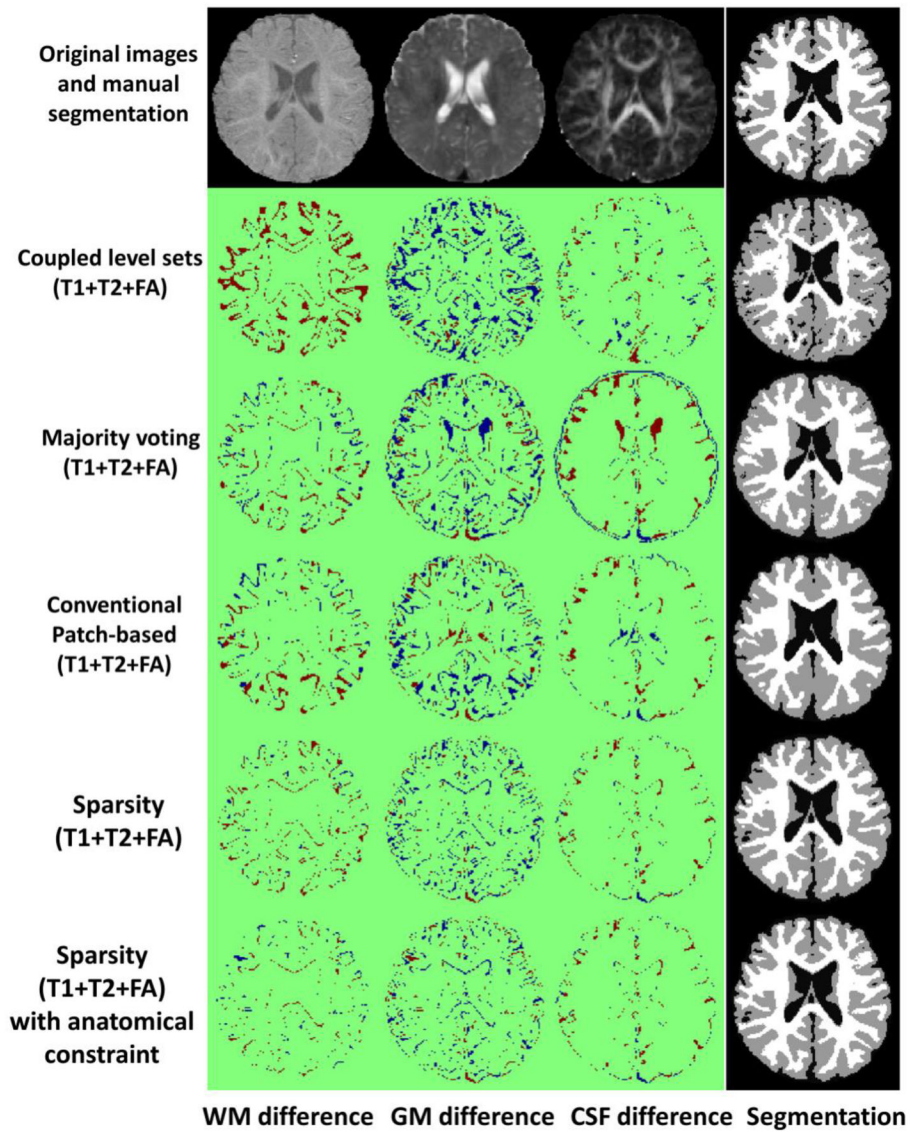 Original images
and manual
segmentation
Coupled level sets
(T1+T2+FA)
Majority voting
(T1+T2+FA)
Conventional
Patch-based
(T1+T2+FA)
Sparsity
(T1+T2+FA)
Sparsity
(T1+T2+FA)
with anatomical
constraint
WM difference GM difference CSF difference Segmentation